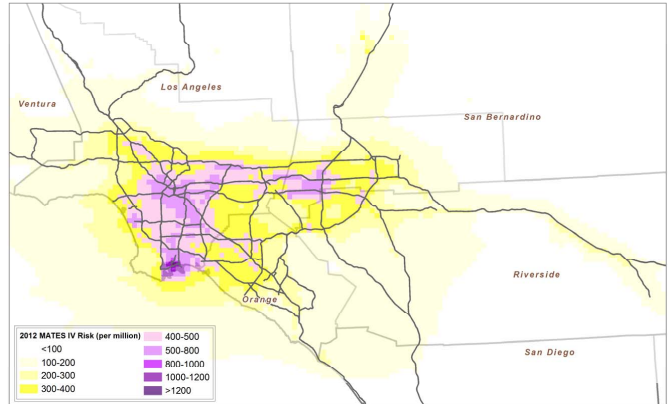 Los Angeles
Ventura
San Bernardino
Riverside
Orange
San Diego
2012 MATES IV Risk (per million)
<100
100-200
200-300
300-400
400-500
500-800
800-1000
1000-1200
>1200